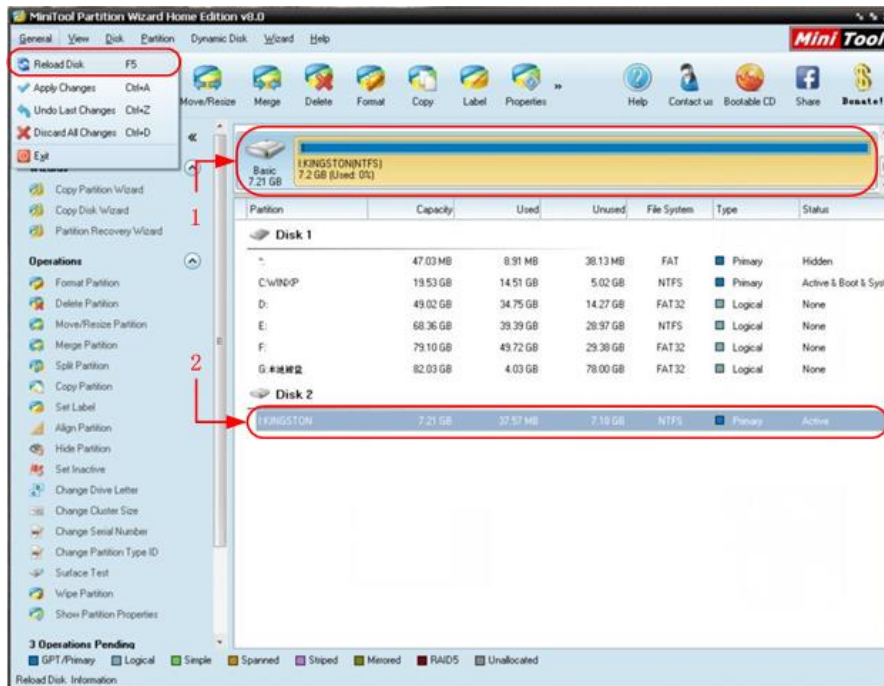 MiniTool Partition Wizard Home Edition v8.0
General View Disk Partition Dynamic Disk Wizard Help
Mini Tool
Reload Disk F5
Apply Changes Ctrl+A
Undo Last Changes Ctrl+Z
Discard All Changes Ctrl+D
Exit
Move/Resize Merge Delete Format Copy Label Properties » Help Contact us Bootable CD Share Donate!
«
Basic
7.21 GB
I:KINGSTON(NTFS)
7.2 GB (Used: 0%)
1
Copy Partition Wizard
Copy Disk Wizard
Partition Recovery Wizard
Operations
Format Partition
Delete Partition
Move/Resize Partition
Merge Partition
Split Partition
Copy Partition
Set Label
Align Partition
Hide Partition
Set Inactive
Change Drive Letter
Change Cluster Size
Change Serial Number
Change Partition Type ID
Surface Test
Wipe Partition
Show Partition Properties
3 Operations Pending
2
Partition Capacity Used Unused File System Type Status
Disk 1
*: 47.03 MB 8.91 MB 38.13 MB FAT Primary Hidden
C:WINXP 19.53 GB 14.51 GB 5.02 GB NTFS Primary Active & Boot & Sys
D: 49.02 GB 34.75 GB 14.27 GB FAT32 Logical None
E: 68.36 GB 39.39 GB 28.97 GB NTFS Logical None
F: 79.10 GB 49.72 GB 29.38 GB FAT32 Logical None
G:本地磁盘 82.03 GB 4.03 GB 78.00 GB FAT32 Logical None
Disk 2
I:KINGSTON 7.21 GB 37.57 MB 7.18 GB NTFS Primary Active
GPT/Primary Logical Simple Spanned Striped Mirrored RAID5 Unallocated
Reload Disk Information